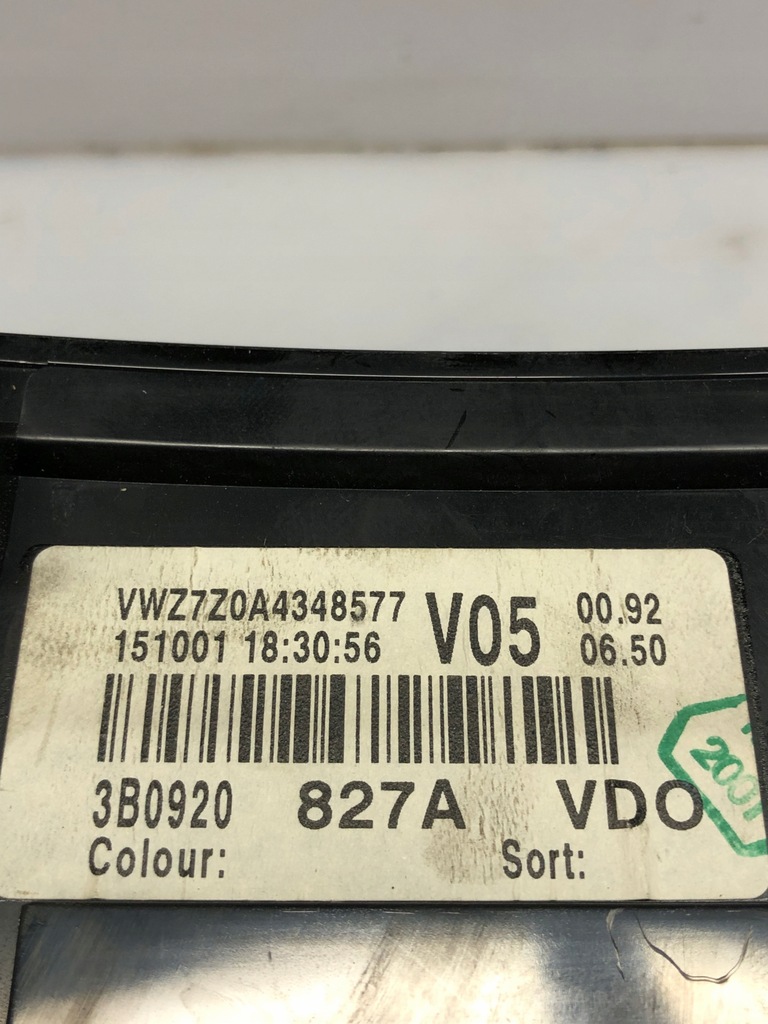 VWZ7Z0A4348577 V05 00.92
151001 18:30:56 06.50
3B0920 827A VDO
Colour: Sort:
2001